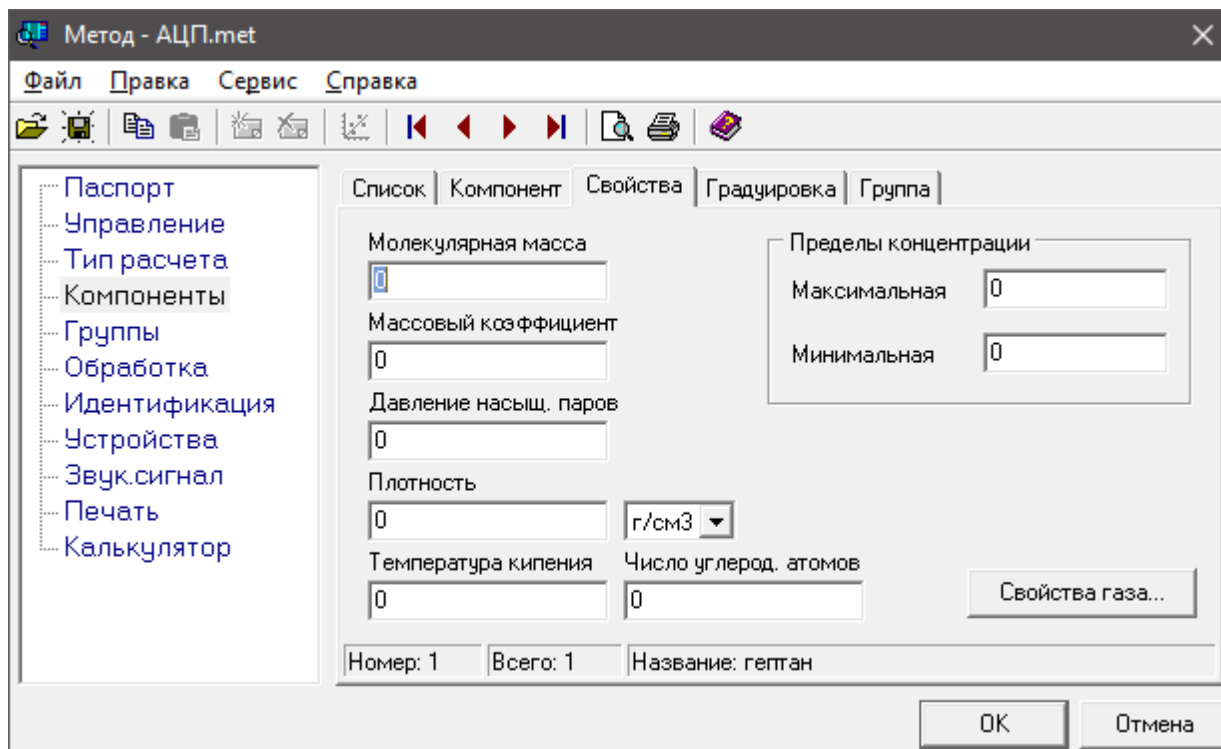 Метод - АЦП.met
Файл Правка Сервис Справка
Паспорт
Управление
Тип расчета
Компоненты
Группы
Обработка
Идентификация
Устройства
Звук.сигнал
Печать
Калькулятор
Список Компонент Свойства Градуировка Группа
Молекулярная масса
0
Массовый коэффициент
0
Давление насыщ. паров
0
Плотность
0 г/см3
Температура кипения Число углерод. атомов
0 0
Пределы концентрации
Максимальная 0
Минимальная 0
Свойства газа...
Номер: 1 Всего: 1 Название: гептан
OK Отмена